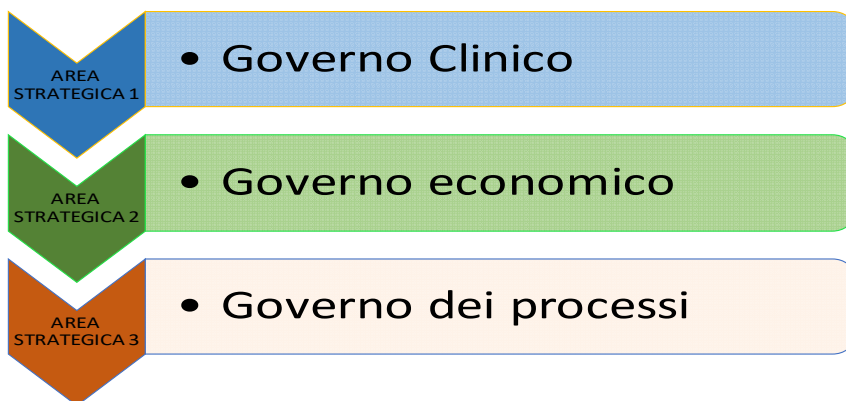 AREA
STRATEGICA 1
• Governo Clinico
AREA
STRATEGICA 2
• Governo economico
AREA
STRATEGICA 3
• Governo dei processi